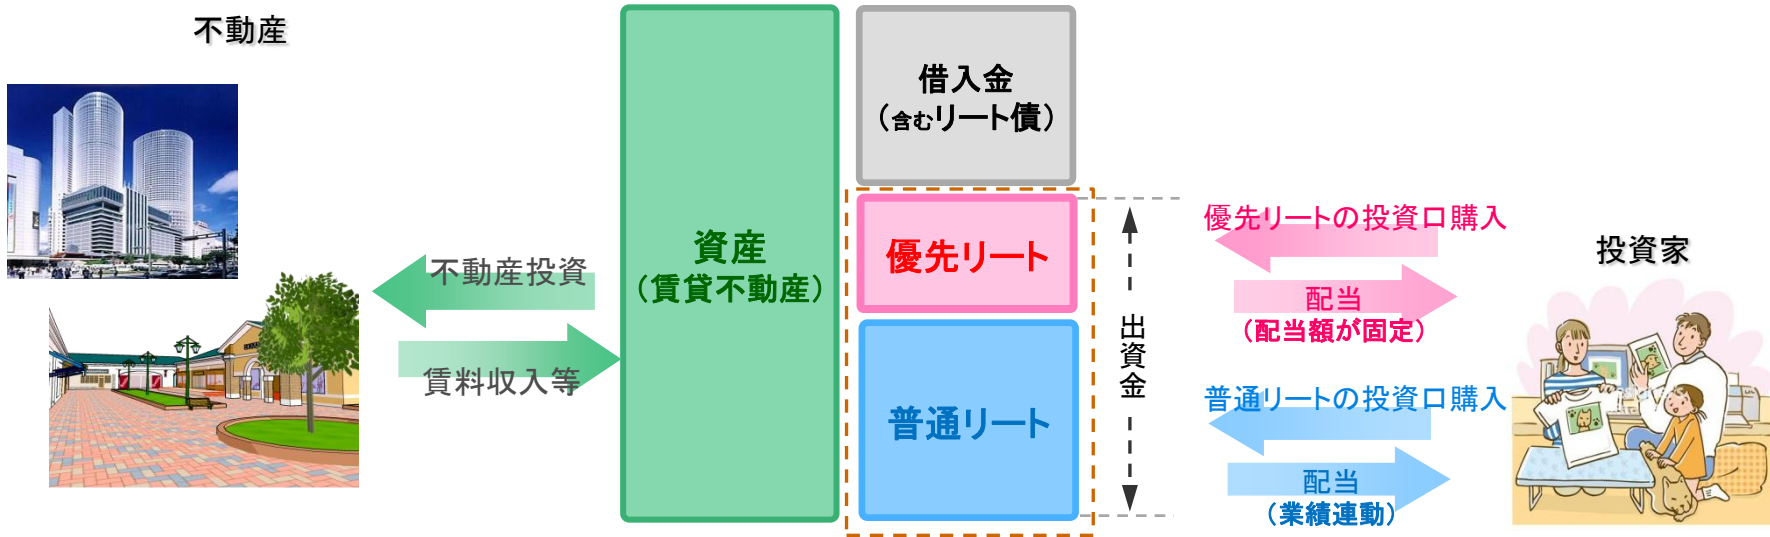 不動産
不動産投資
賃料収入等
資産
（賃貸不動産）
借入金
（含むリート債）
優先リート
普通リート
出資金
優先リートの投資口購入
配当
（配当額が固定）
普通リートの投資口購入
配当
（業績連動）
投資家